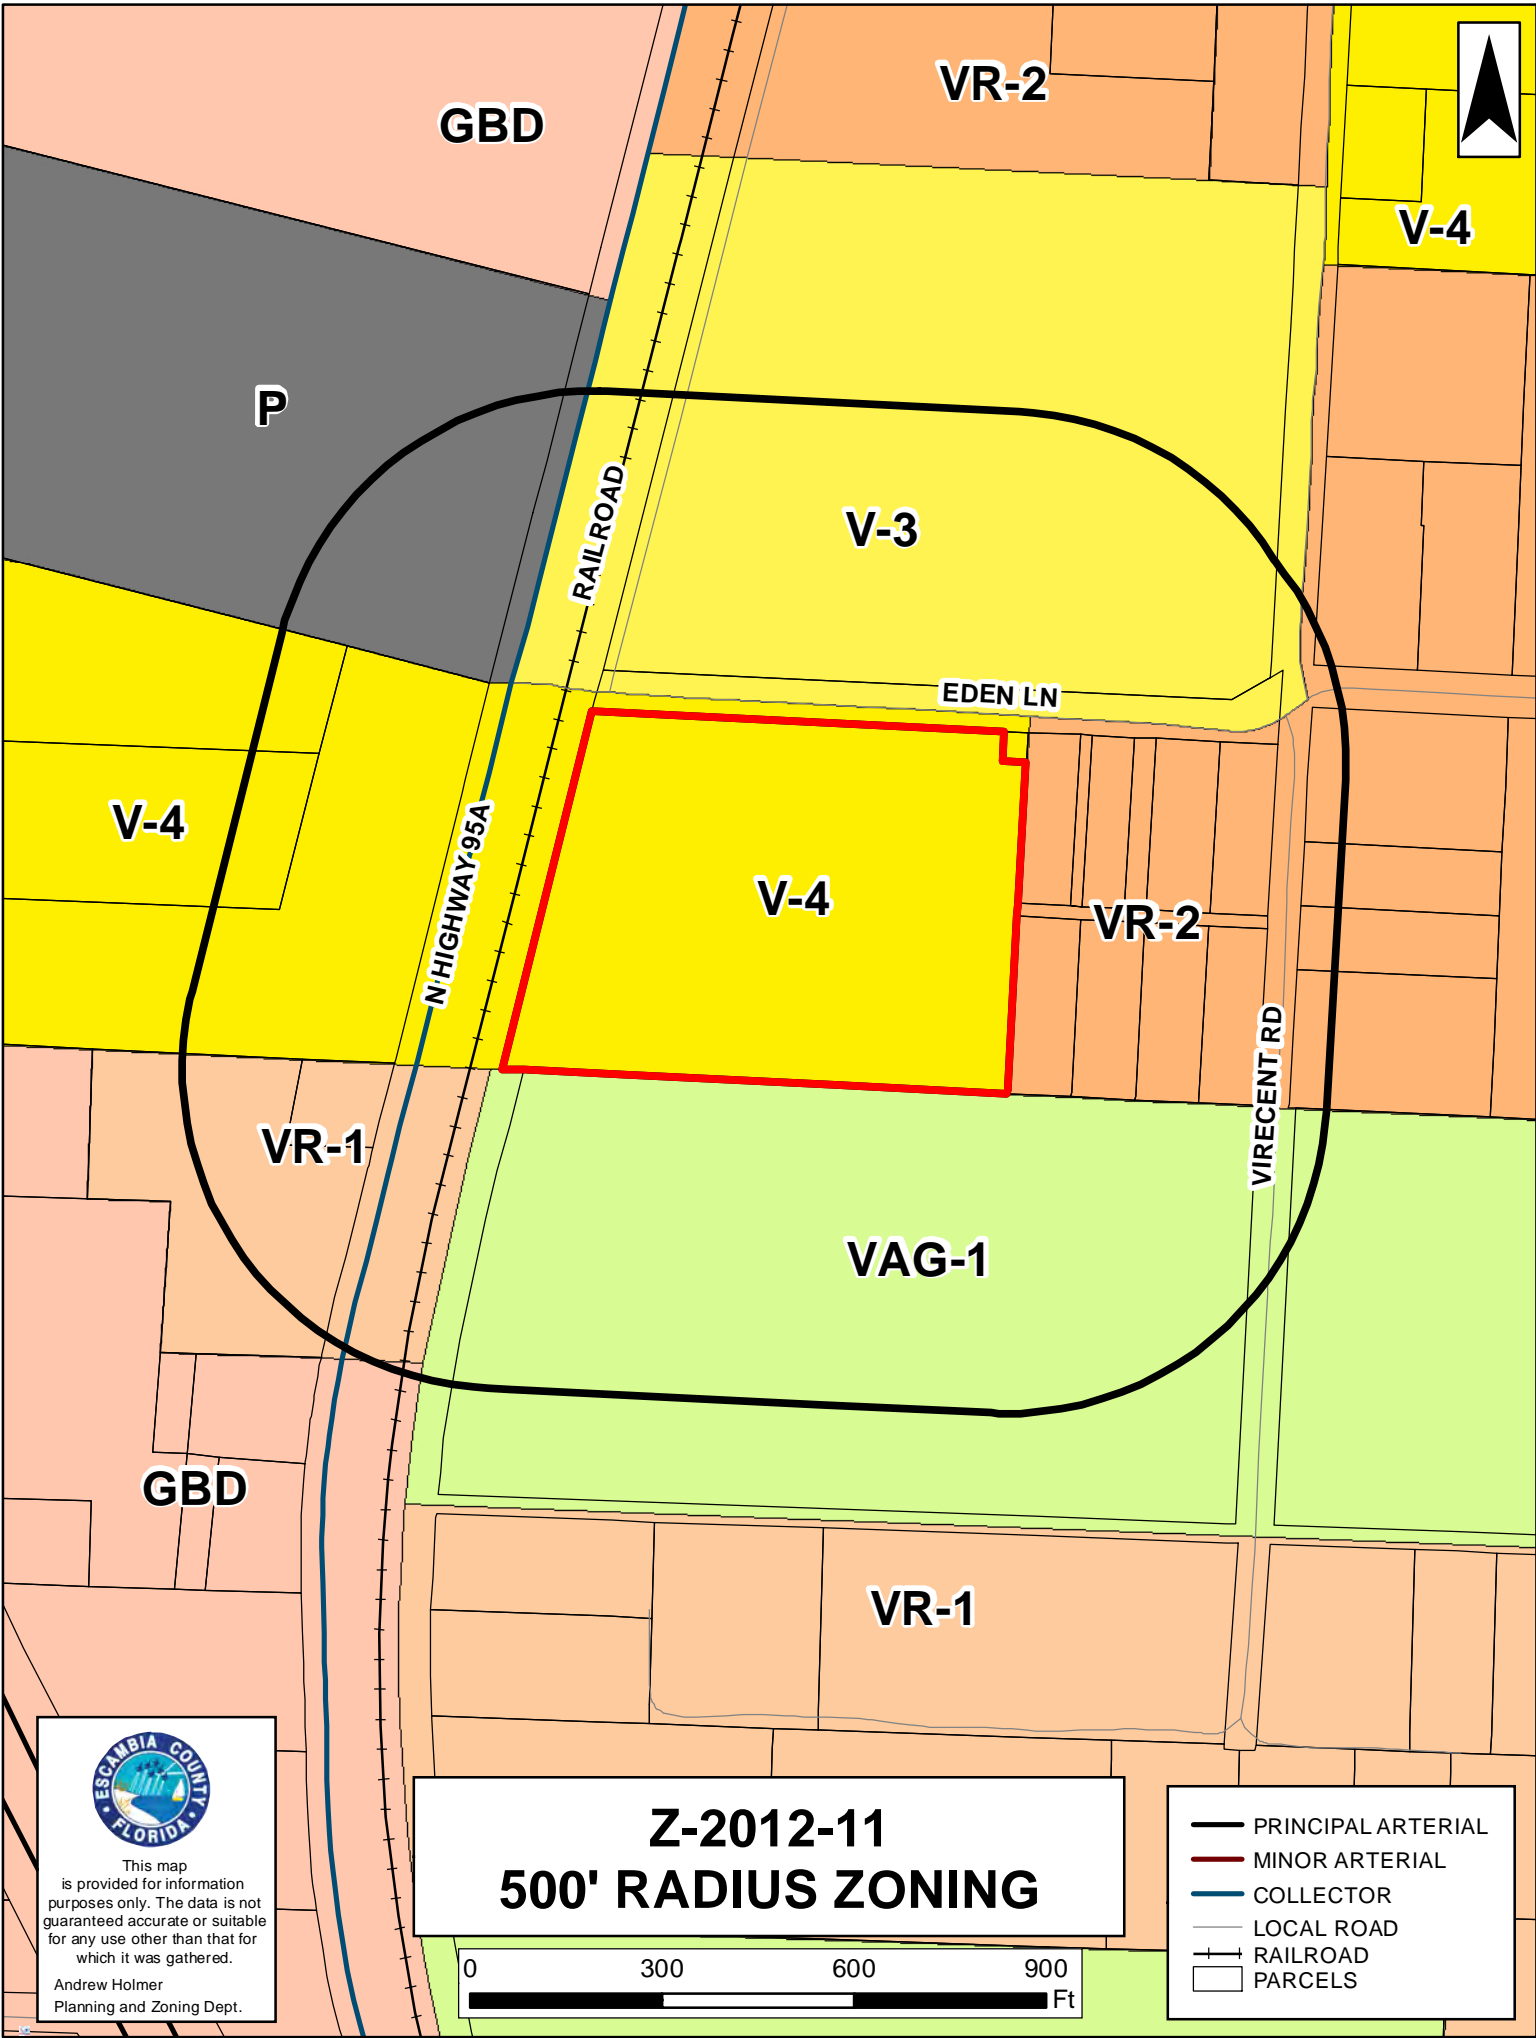 VR-2
GBD
V-4
P
RAILROAD
V-3
EDEN LN
V-4
N HIGHWAY 95A
V-4
VR-2
VIRECENT RD
VR-1
VAG-1
GBD
VR-1
ESCAMBIA COUNTY
FLORIDA
This map
is provided for information
purposes only. The data is not
guaranteed accurate or suitable
for any use other than that for
which it was gathered.
Andrew Holmer
Planning and Zoning Dept.
Z-2012-11
500' RADIUS ZONING
0 300 600 900
Ft
PRINCIPAL ARTERIAL
MINOR ARTERIAL
COLLECTOR
LOCAL ROAD
RAILROAD
PARCELS